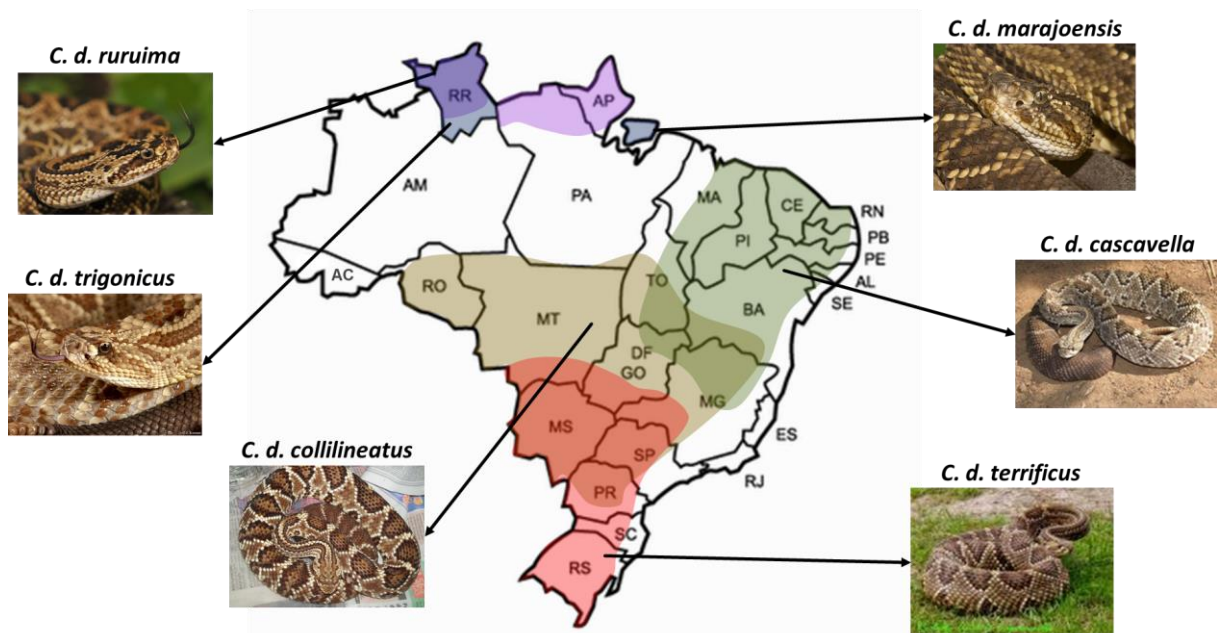 C. d. ruruima
C. d. marajoensis
RR
AP
AM
PA
MA
CE
RN
PI
PB
PE
AC
RO
TO
AL
SE
C. d. cascavella
C. d. trigonicus
MT
BA
DF
GO
MG
MS
ES
SP
RJ
C. d. collilineatus
PR
C. d. terrificus
SC
RS